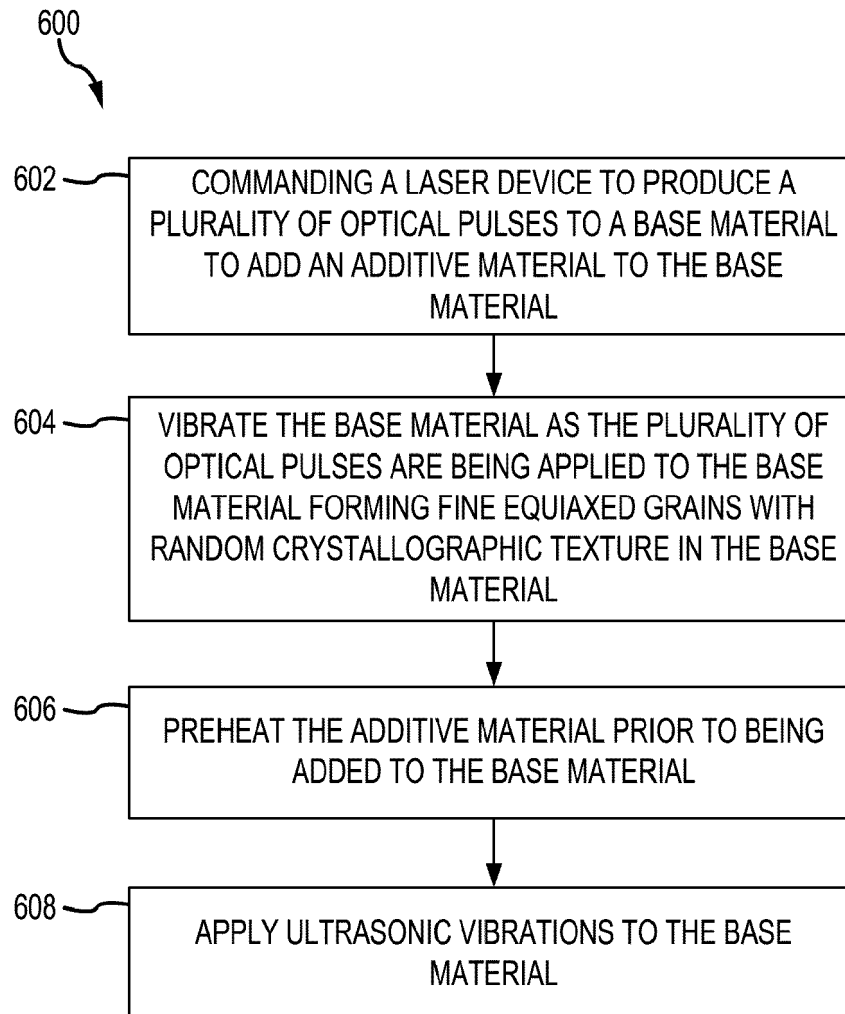 600
602
COMMANDING A LASER DEVICE TO PRODUCE A
PLURALITY OF OPTICAL PULSES TO A BASE MATERIAL
TO ADD AN ADDITIVE MATERIAL TO THE BASE
MATERIAL
604
VIBRATE THE BASE MATERIAL AS THE PLURALITY OF
OPTICAL PULSES ARE BEING APPLIED TO THE BASE
MATERIAL FORMING FINE EQUIAXED GRAINS WITH
RANDOM CRYSTALLOGRAPHIC TEXTURE IN THE BASE
MATERIAL
606
PREHEAT THE ADDITIVE MATERIAL PRIOR TO BEING
ADDED TO THE BASE MATERIAL
608
APPLY ULTRASONIC VIBRATIONS TO THE BASE
MATERIAL